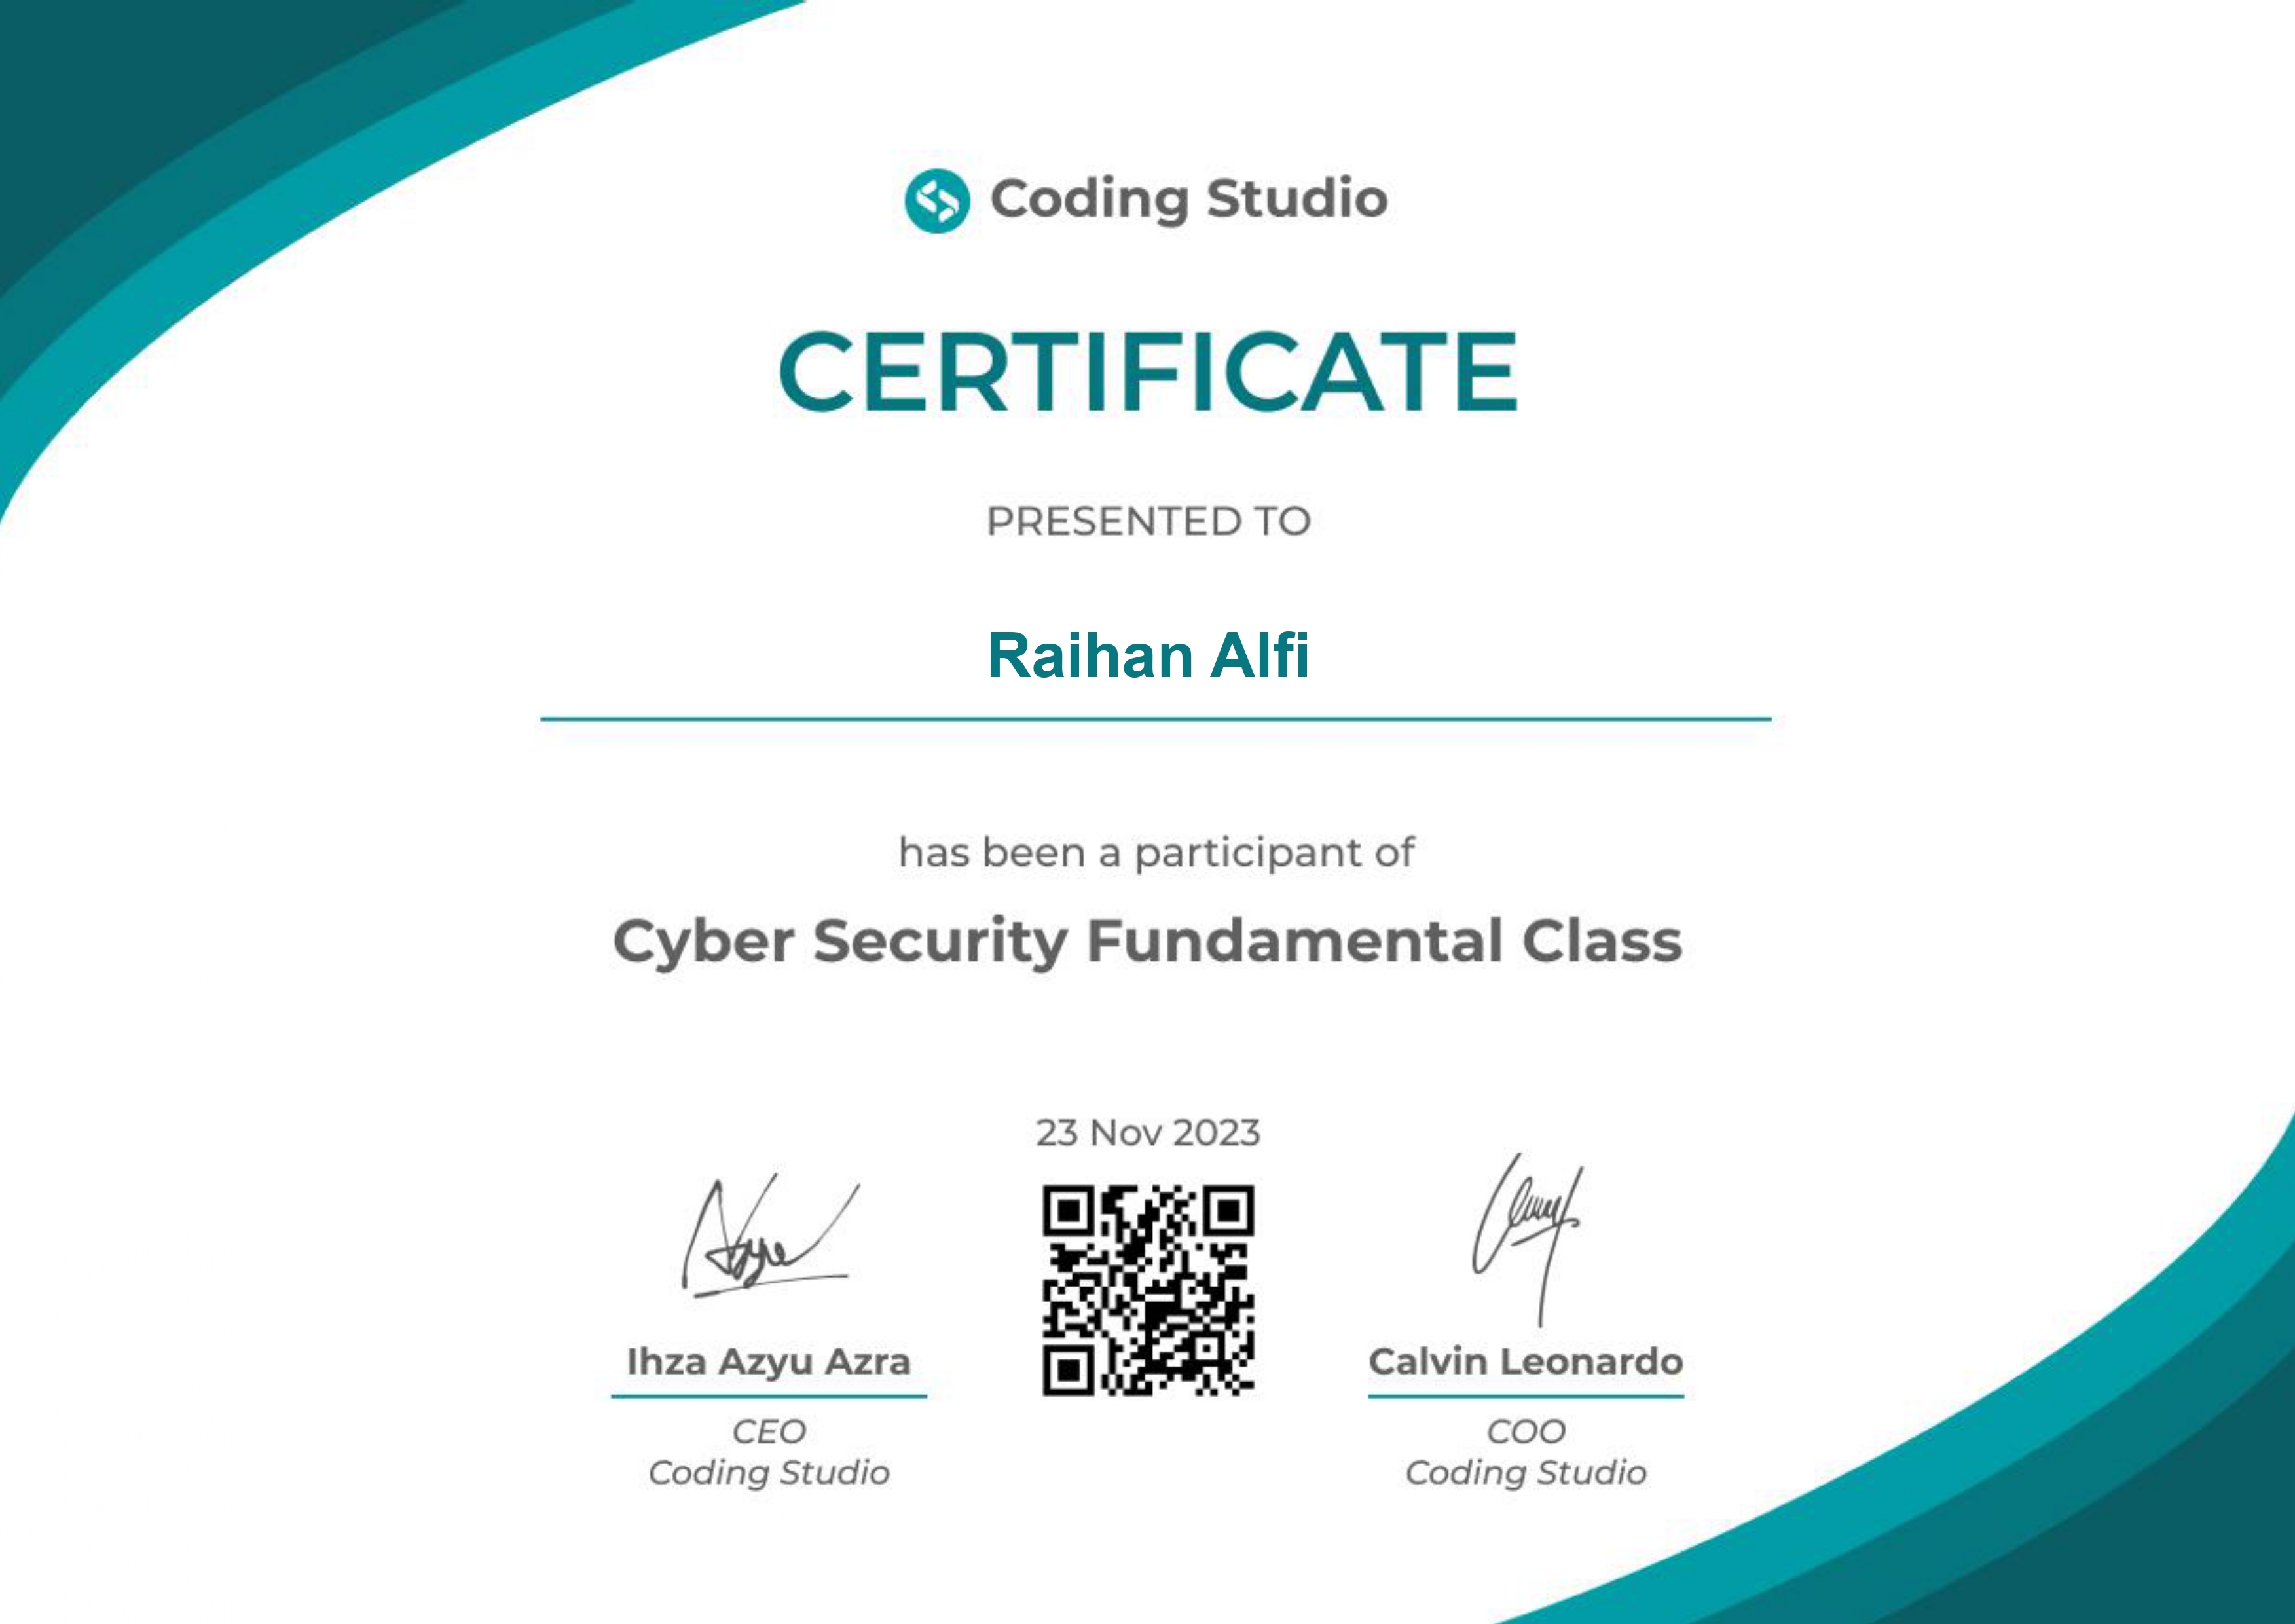 Coding Studio
CERTIFICATE
PRESENTED TO
Raihan Alfi
has been a participant of
Cyber Security Fundamental Class
23 Nov 2023
Ihza Azyu Azra
CEO
Coding Studio
Calvin Leonardo
COO
Coding Studio